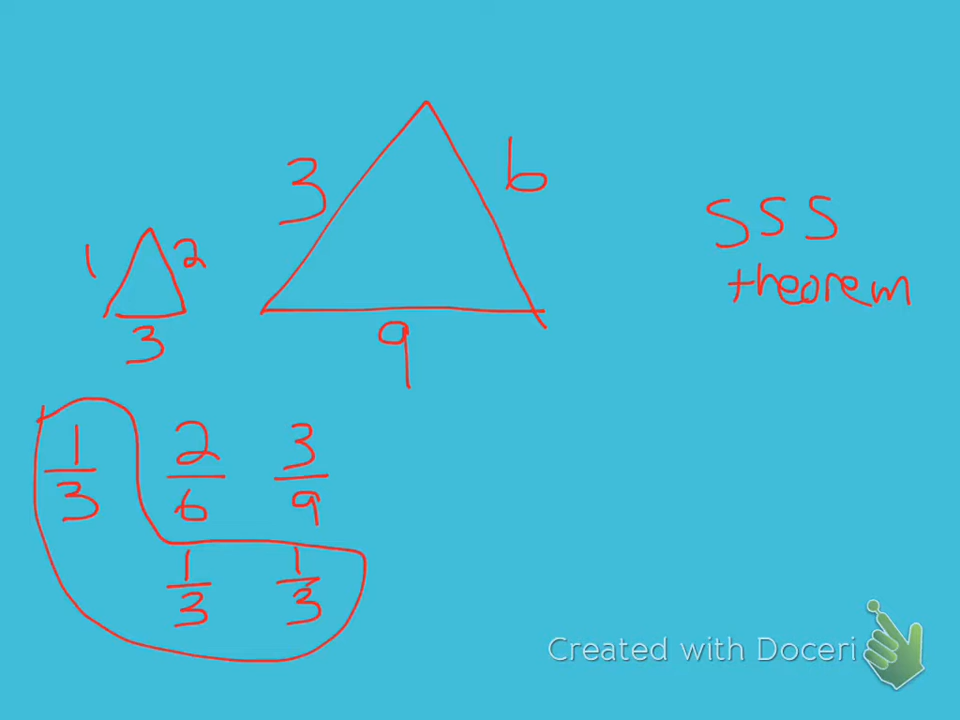 3
6
SSS
theorem
1
2
3
9
1/3 2/6 3/9
1/3 1/3
Created with Doceri